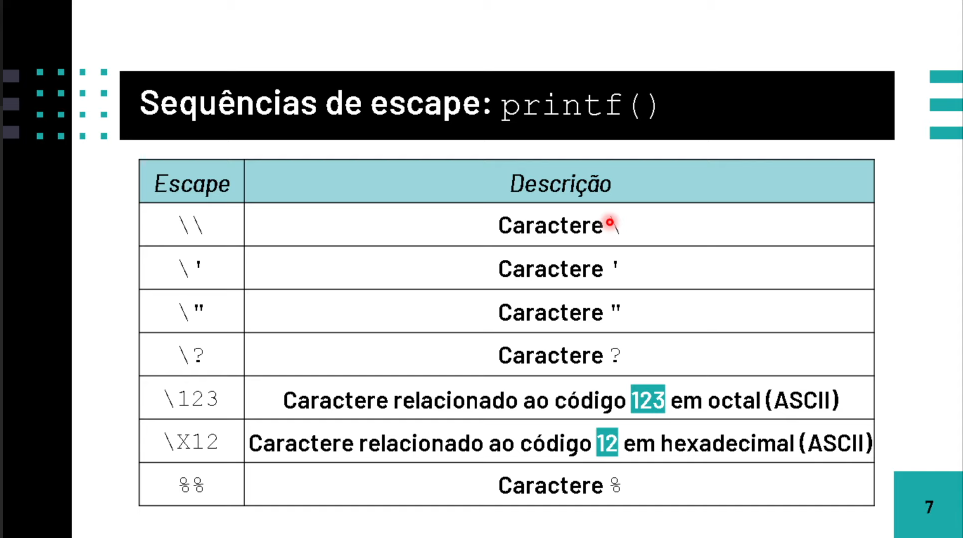 Sequências de escape: printf()
Escape Descrição
\\ Caractere \
\' Caractere '
\" Caractere "
\? Caractere ?
\123 Caractere relacionado ao código 123 em octal (ASCII)
\X12 Caractere relacionado ao código 12 em hexadecimal (ASCII)
%% Caractere %
7